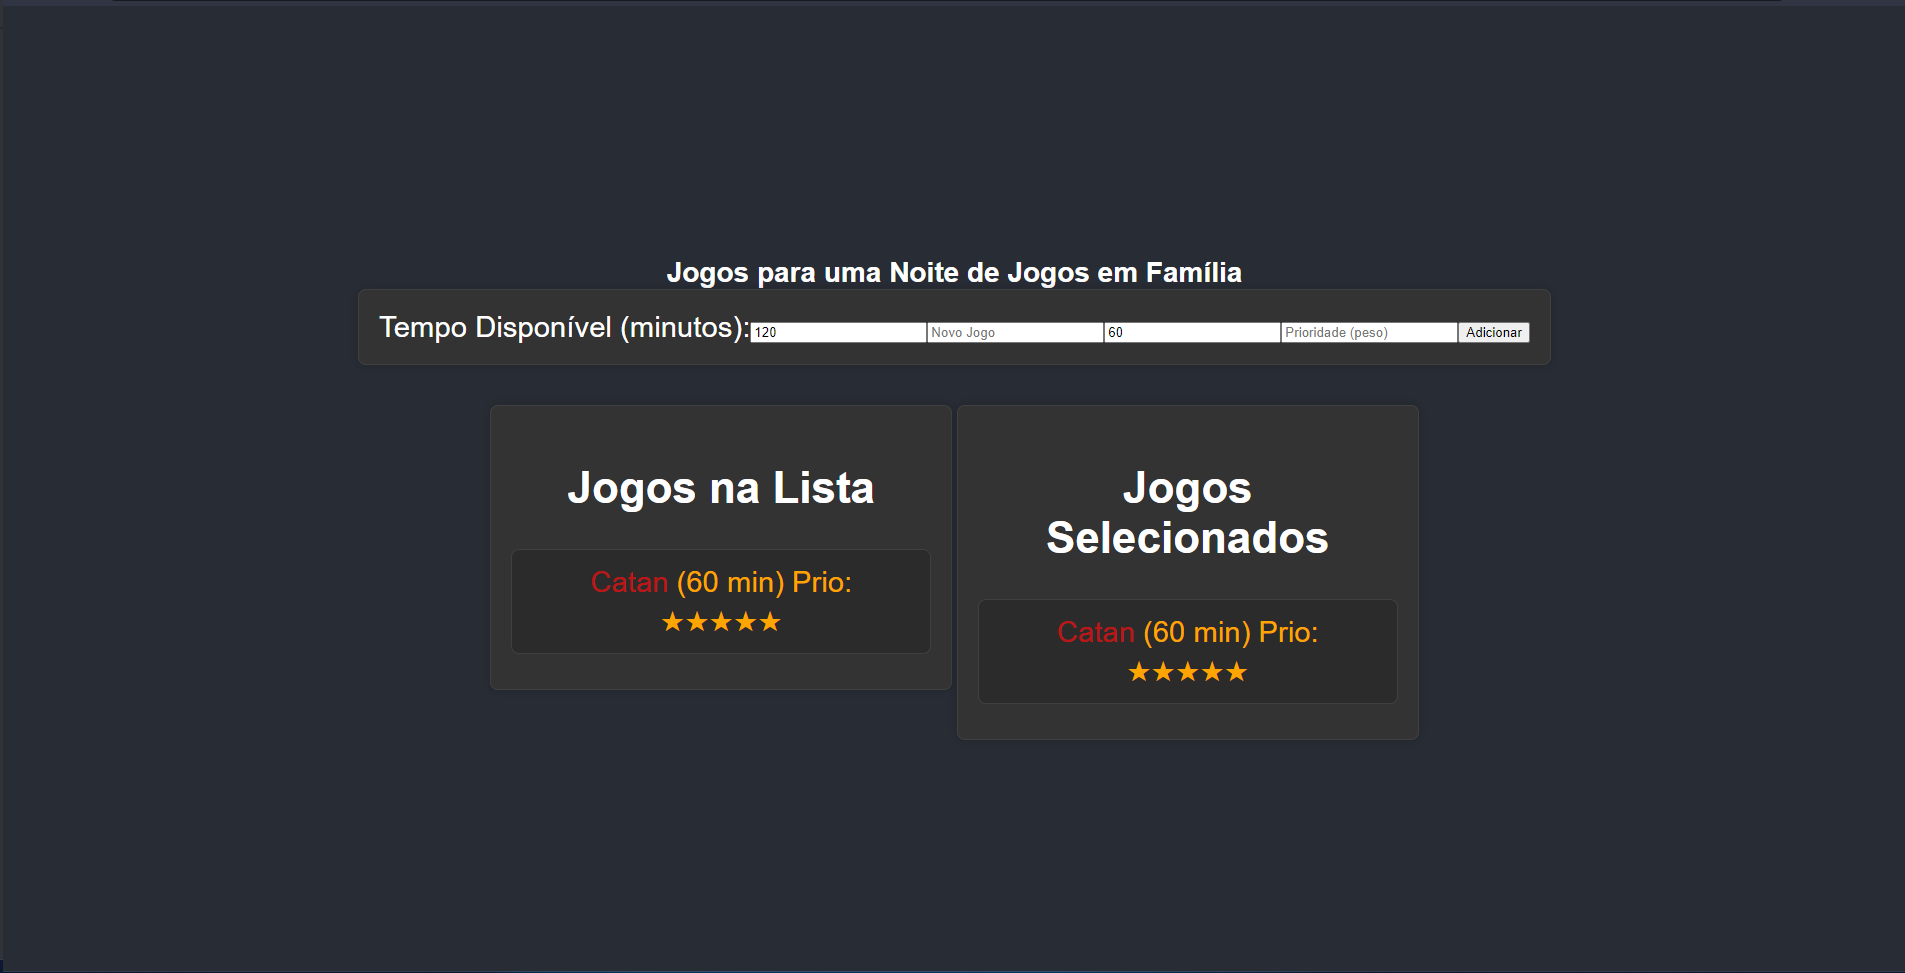 Jogos para uma Noite de Jogos em Família
Tempo Disponível (minutos): 120 Novo Jogo 60 Prioridade (peso) Adicionar
Jogos na Lista
Catan (60 min) Prio:
★★★★★
Jogos
Selecionados
Catan (60 min) Prio:
★★★★★